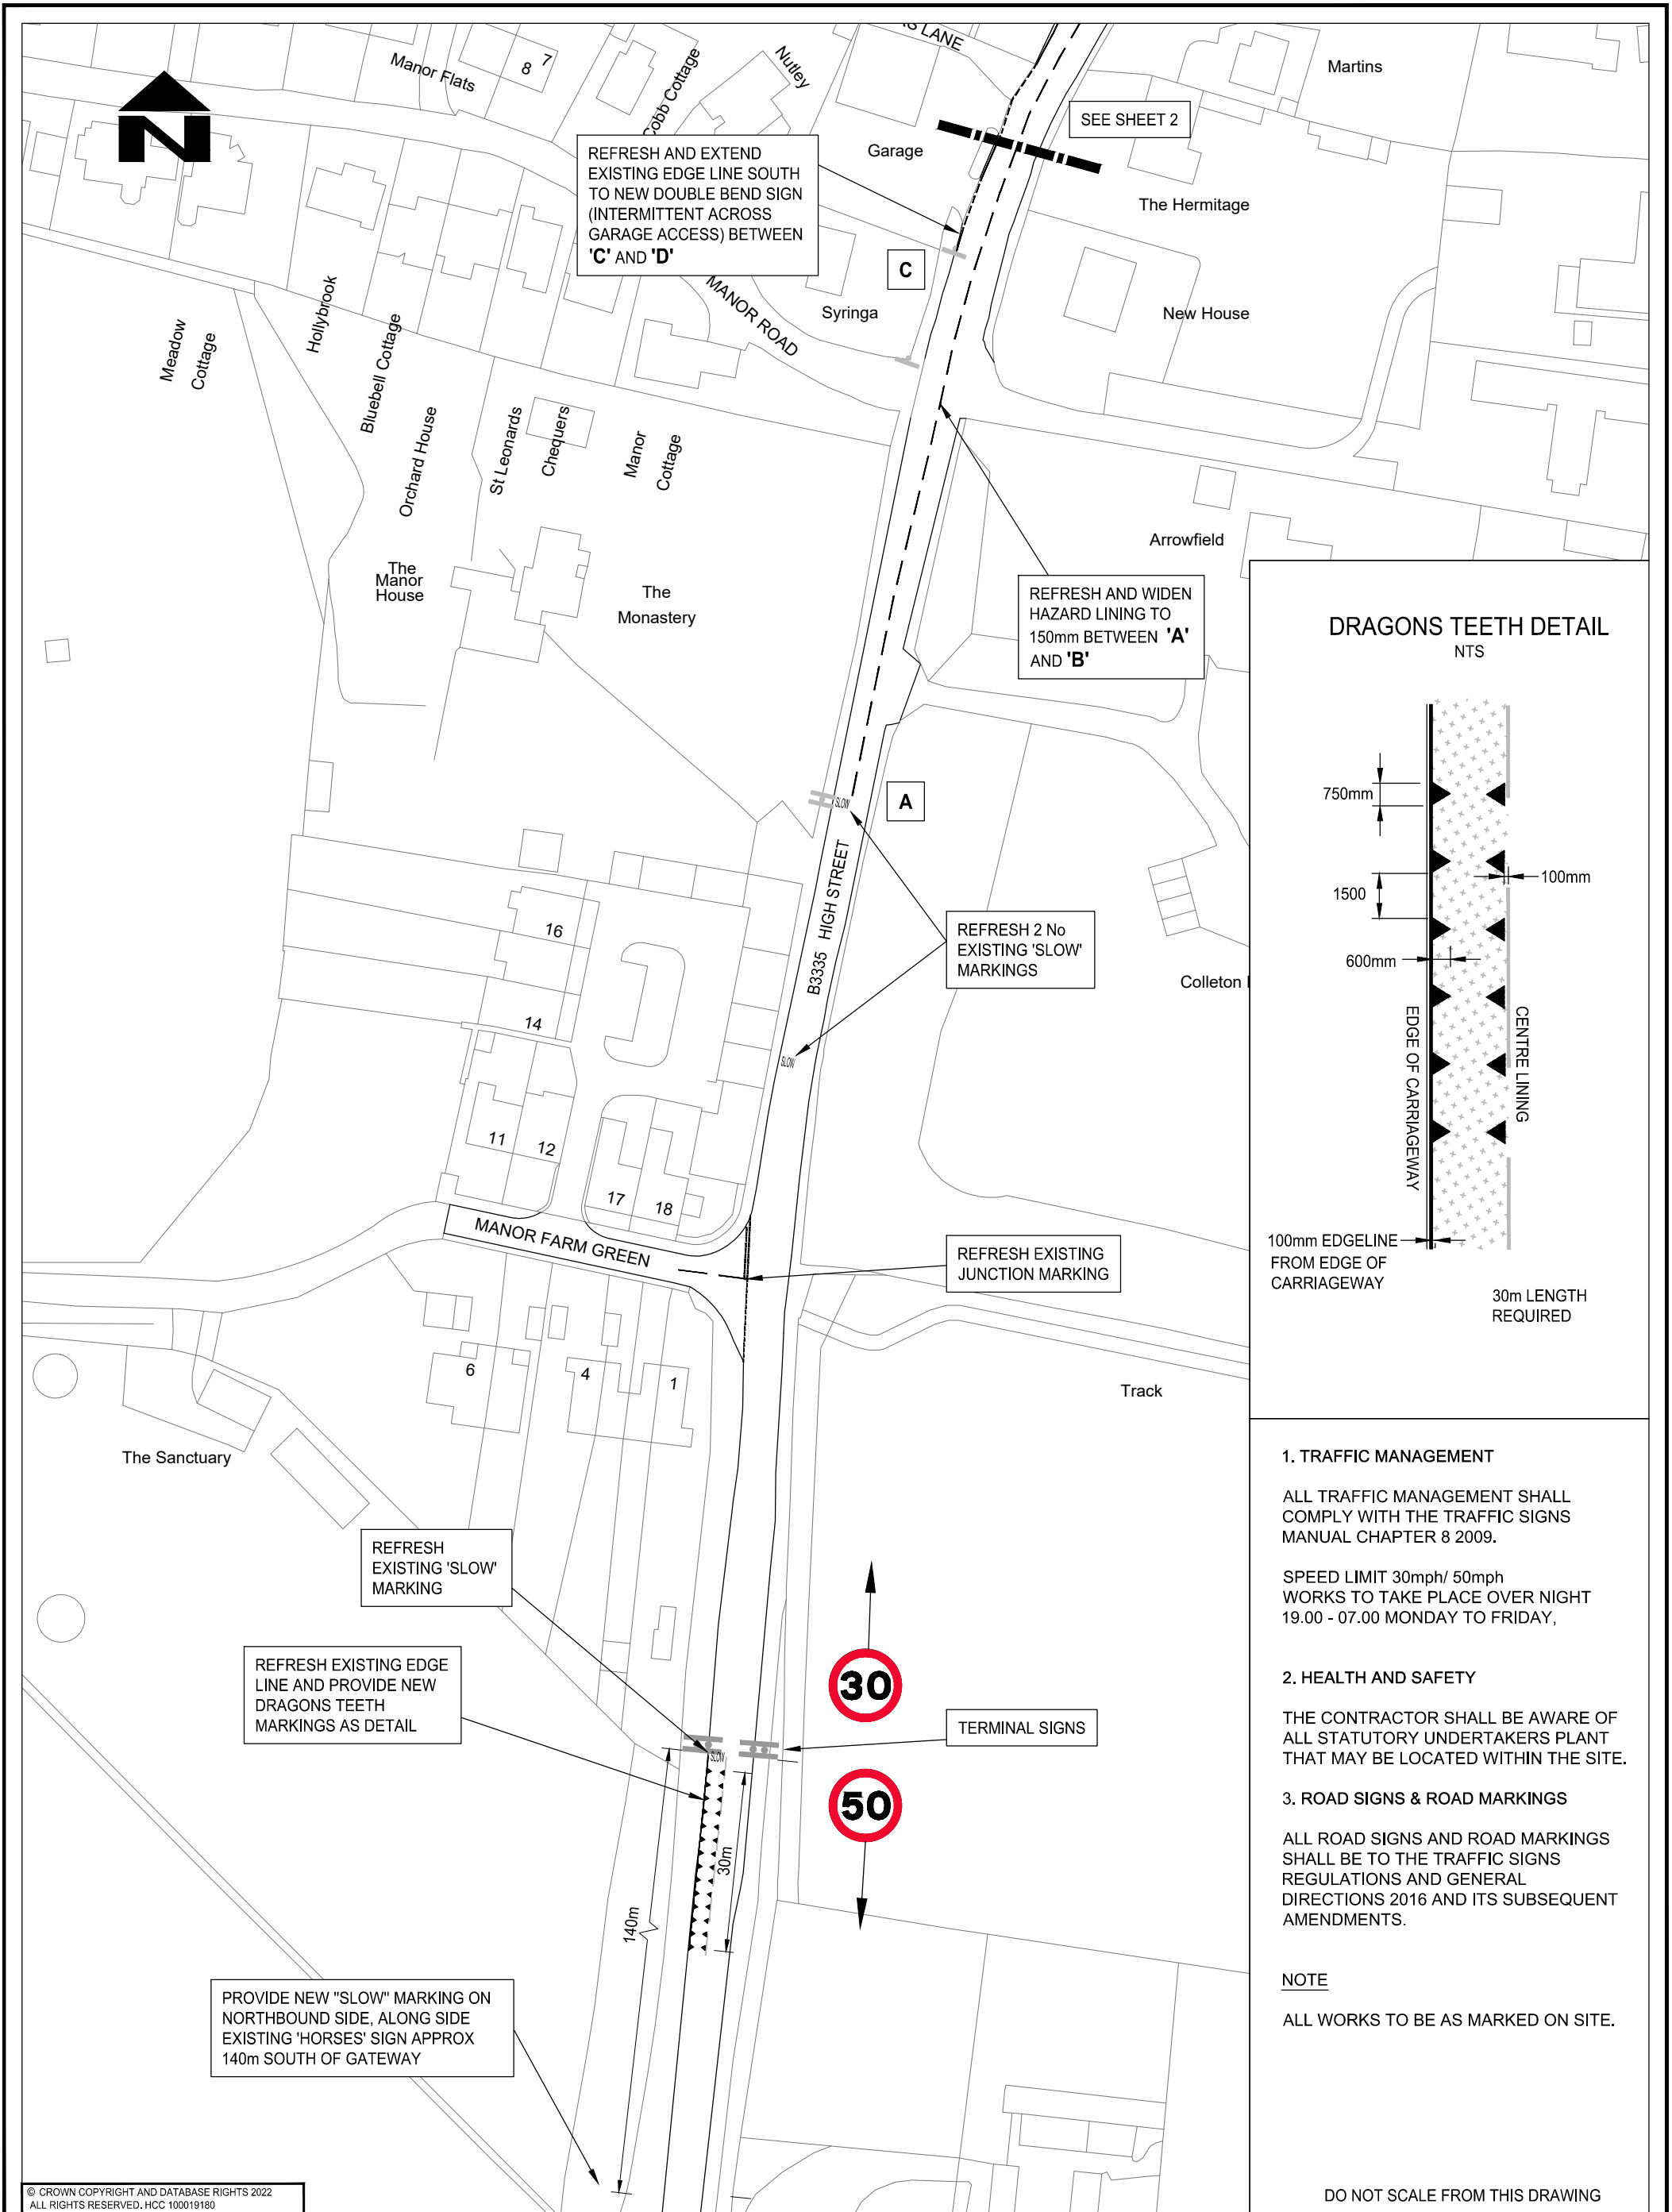 Manor Flats
8
7
Cobb Cottage
Nutley
LANE
Martins
N
SEE SHEET 2
Garage
REFRESH AND EXTEND
EXISTING EDGE LINE SOUTH
TO NEW DOUBLE BEND SIGN
(INTERMITTENT ACROSS
GARAGE ACCESS) BETWEEN
'C' AND 'D'
The Hermitage
C
MANOR ROAD
Syringa
New House
Meadow
Cottage
Hollybrook
Bluebell Cottage
Orchard House
St Leonards
Chequers
Manor
Cottage
Arrowfield
The
Manor
House
The
Monastery
REFRESH AND WIDEN
HAZARD LINING TO
150mm BETWEEN 'A'
AND 'B'
A
SLOW
B3335 HIGH STREET
REFRESH 2 No
EXISTING 'SLOW'
MARKINGS
SLOW
Colleton
16
14
11
12
17
18
MANOR FARM GREEN
REFRESH EXISTING
JUNCTION MARKING
6
4
1
Track
The Sanctuary
REFRESH
EXISTING 'SLOW'
MARKING
30
REFRESH EXISTING EDGE
LINE AND PROVIDE NEW
DRAGONS TEETH
MARKINGS AS DETAIL
TERMINAL SIGNS
SLOW
50
30m
140m
PROVIDE NEW "SLOW" MARKING ON
NORTHBOUND SIDE, ALONG SIDE
EXISTING 'HORSES' SIGN APPROX
140m SOUTH OF GATEWAY
© CROWN COPYRIGHT AND DATABASE RIGHTS 2022
ALL RIGHTS RESERVED. HCC 100019180
DRAGONS TEETH DETAIL
NTS
750mm
100mm
1500
600mm
EDGE OF CARRIAGEWAY
CENTRE LINING
100mm EDGELINE
FROM EDGE OF
CARRIAGEWAY
30m LENGTH
REQUIRED
1. TRAFFIC MANAGEMENT
ALL TRAFFIC MANAGEMENT SHALL
COMPLY WITH THE TRAFFIC SIGNS
MANUAL CHAPTER 8 2009.
SPEED LIMIT 30mph/ 50mph
WORKS TO TAKE PLACE OVER NIGHT
19.00 - 07.00 MONDAY TO FRIDAY,
2. HEALTH AND SAFETY
THE CONTRACTOR SHALL BE AWARE OF
ALL STATUTORY UNDERTAKERS PLANT
THAT MAY BE LOCATED WITHIN THE SITE.
3. ROAD SIGNS & ROAD MARKINGS
ALL ROAD SIGNS AND ROAD MARKINGS
SHALL BE TO THE TRAFFIC SIGNS
REGULATIONS AND GENERAL
DIRECTIONS 2016 AND ITS SUBSEQUENT
AMENDMENTS.
NOTE
ALL WORKS TO BE AS MARKED ON SITE.
DO NOT SCALE FROM THIS DRAWING